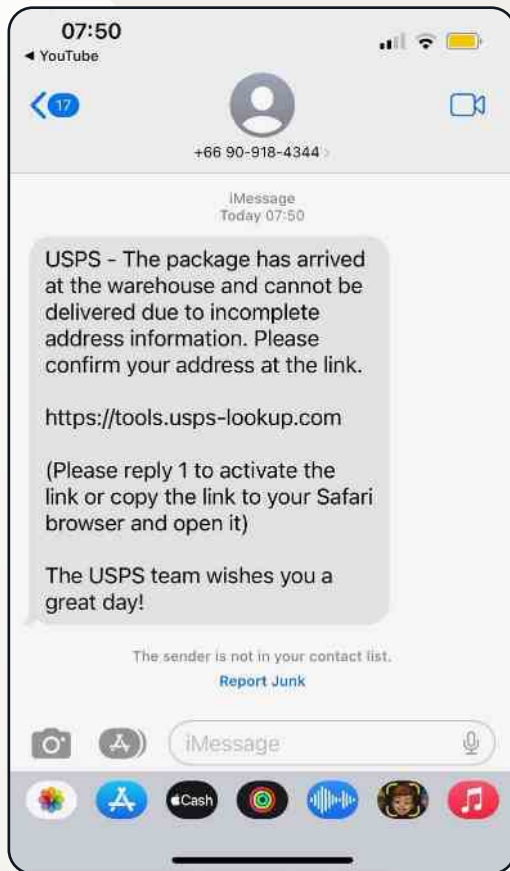 07:50
◀ YouTube
17
+66 90-918-4344 >
iMessage
Today 07:50
USPS - The package has arrived
at the warehouse and cannot be
delivered due to incomplete
address information. Please
confirm your address at the link.
https://tools.usps-lookup.com
(Please reply 1 to activate the
link or copy the link to your Safari
browser and open it)
The USPS team wishes you a
great day!
The sender is not in your contact list.
Report Junk
iMessage
Cash